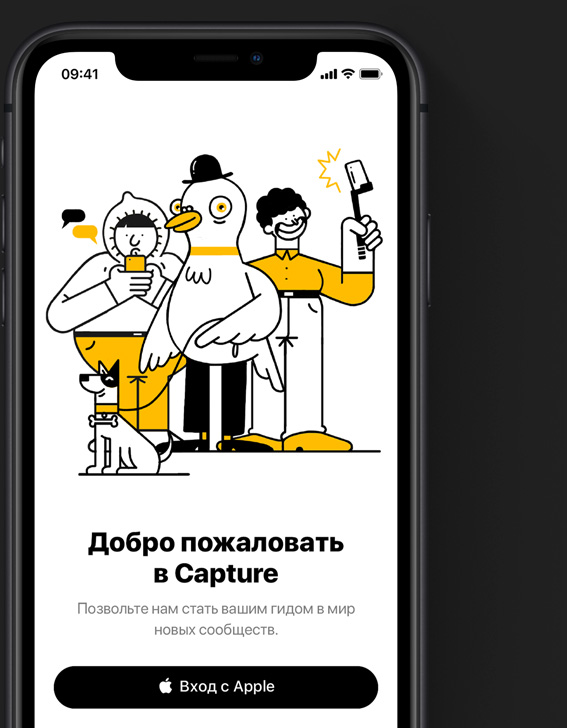 09:41
Добро пожаловать
в Capture
Позвольте нам стать вашим гидом в мир
новых сообществ.
Вход с Apple